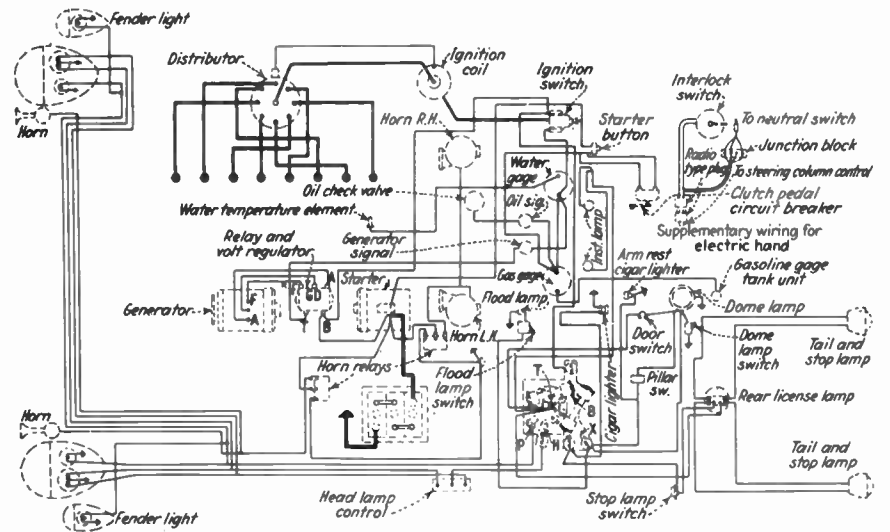 Fender light
Distributor
Ignition
coil
Ignition
switch
Interlock
switch
Horn
Horn R.H.
Starter
button
To neutral switch
Junction block
Radio
type plug
To steering column control
Water
gage
Oil check valve
Oil sig.
Clutch pedal
circuit breaker
Water temperature element
Inst. lamp
Supplementary wiring for
electric hand
Generator
signal
Relay and
volt regulator
Arm rest
cigar lighter
Gasoline gage
tank unit
Starter
Gas gage
Flood lamp
A
F
G D
Generator
A
B
Dome lamp
Horn L.H.
Door
switch
Dome
lamp
switch
Tail and
stop lamp
Horn relays
Flood
lamp
switch
T
Cigar lighter
Pillar
sw.
Rear license lamp
B
X
Horn
P
H
Tail and
stop lamp
Head lamp
control
Stop lamp
switch
Fender light